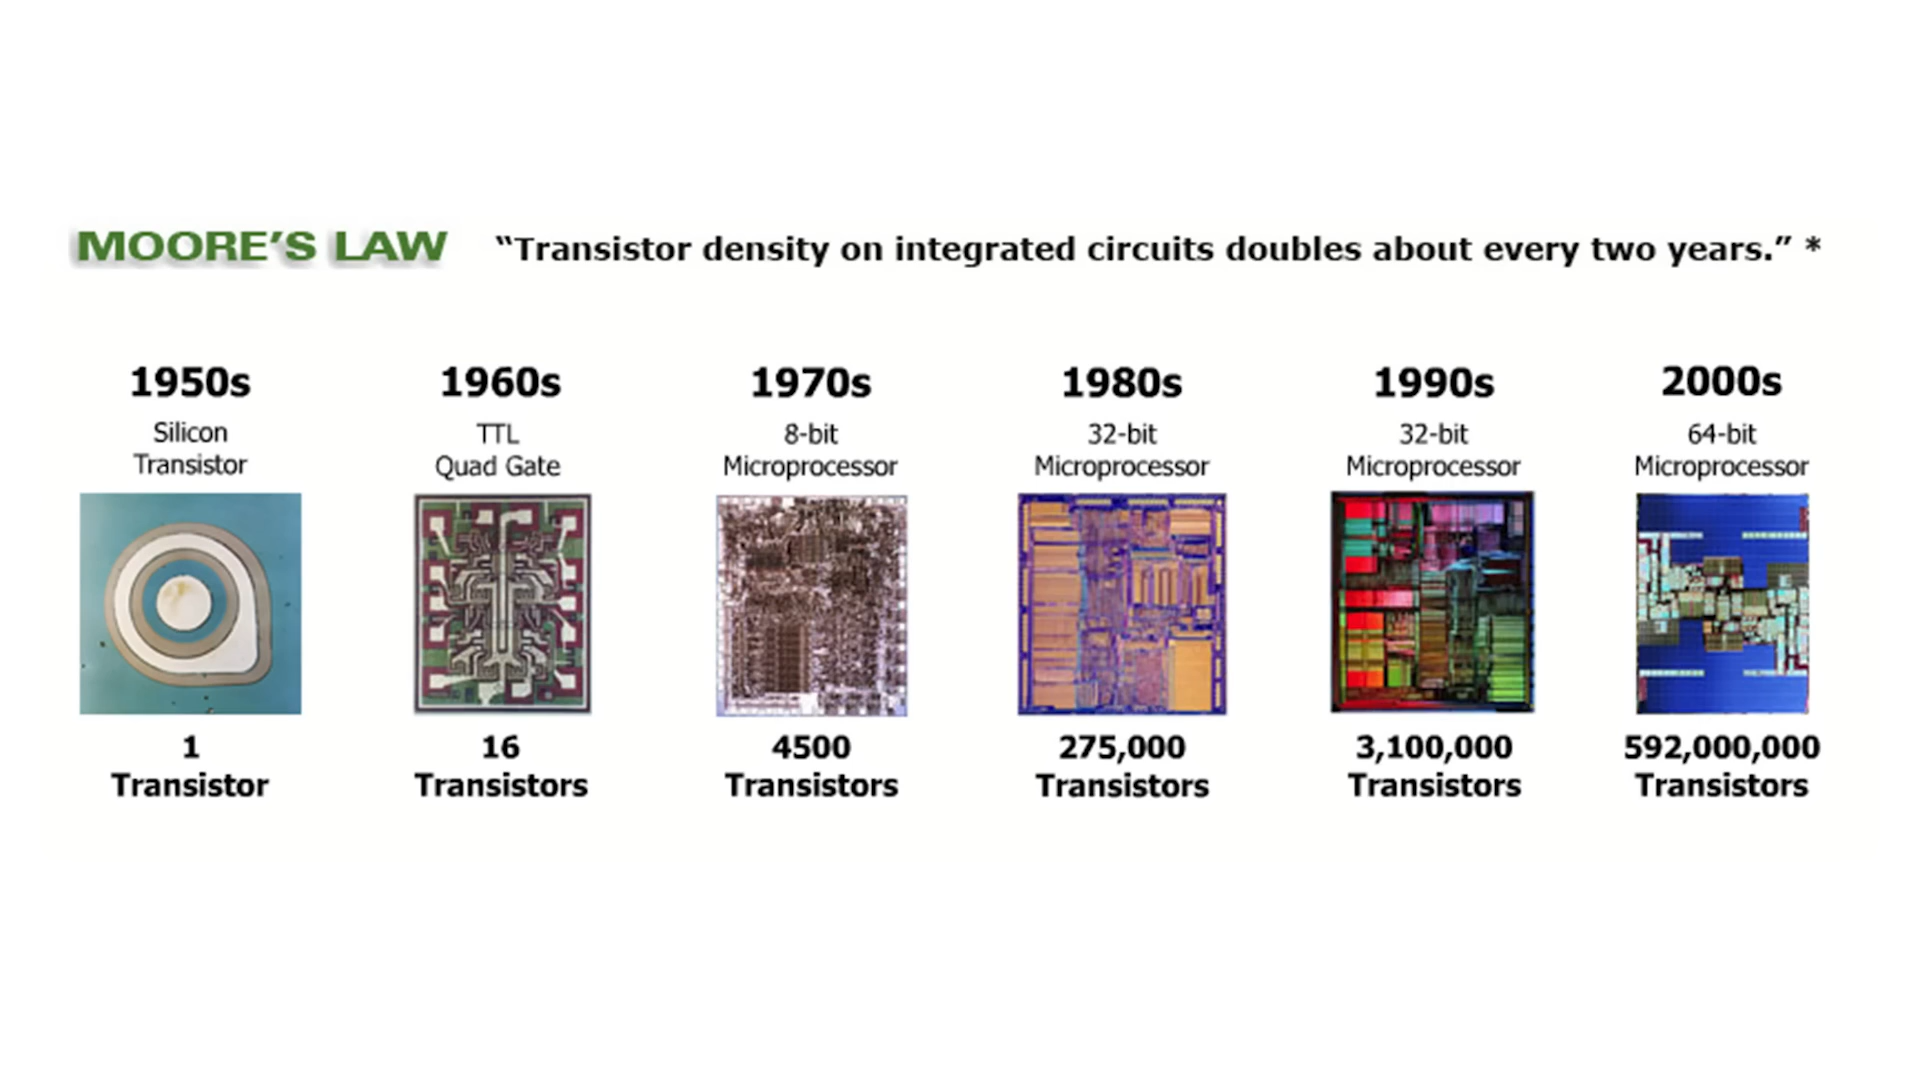 MOORE'S LAW "Transistor density on integrated circuits doubles about every two years." *
1950s
Silicon
Transistor
1
Transistor
1960s
TTL
Quad Gate
16
Transistors
1970s
8-bit
Microprocessor
4500
Transistors
1980s
32-bit
Microprocessor
275,000
Transistors
1990s
32-bit
Microprocessor
3,100,000
Transistors
2000s
64-bit
Microprocessor
592,000,000
Transistors